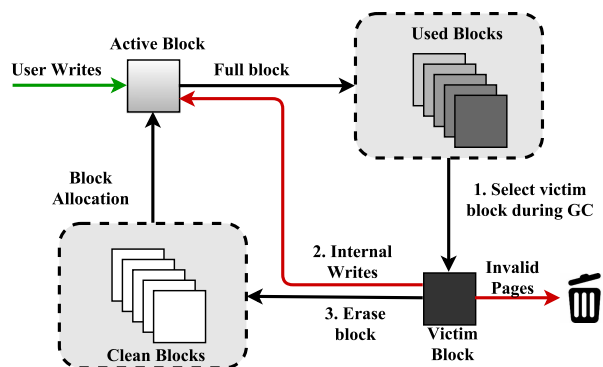 Used Blocks
Active Block
User Writes
Full block
Block
Allocation
1. Select victim
block during GC
2. Internal
Writes
Invalid
Pages
3. Erase
block
Victim
Block
Clean Blocks